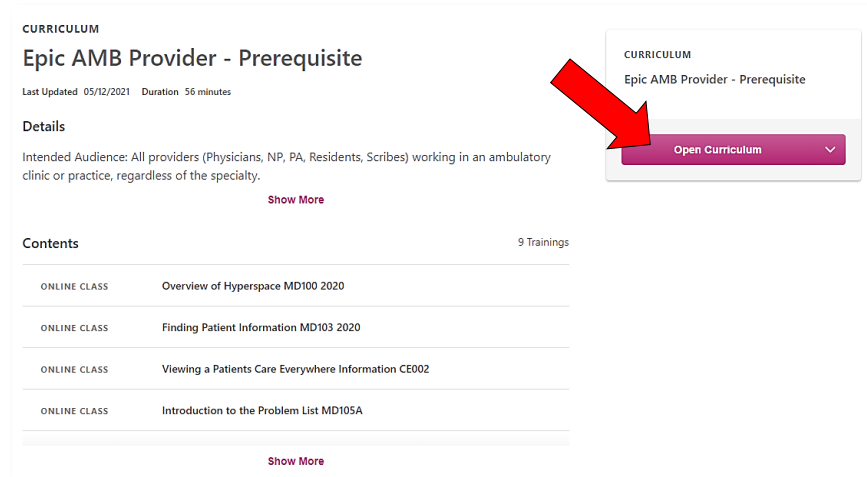 CURRICULUM
Epic AMB Provider - Prerequisite
Last Updated 05/12/2021 Duration 56 minutes
Details
Intended Audience: All providers (Physicians, NP, PA, Residents, Scribes) working in an ambulatory
clinic or practice, regardless of the specialty.
Show More
Contents
9 Trainings
ONLINE CLASS Overview of Hyperspace MD100 2020
ONLINE CLASS Finding Patient Information MD103 2020
ONLINE CLASS Viewing a Patients Care Everywhere Information CE002
ONLINE CLASS Introduction to the Problem List MD105A
Show More
CURRICULUM
Epic AMB Provider - Prerequisite
Open Curriculum